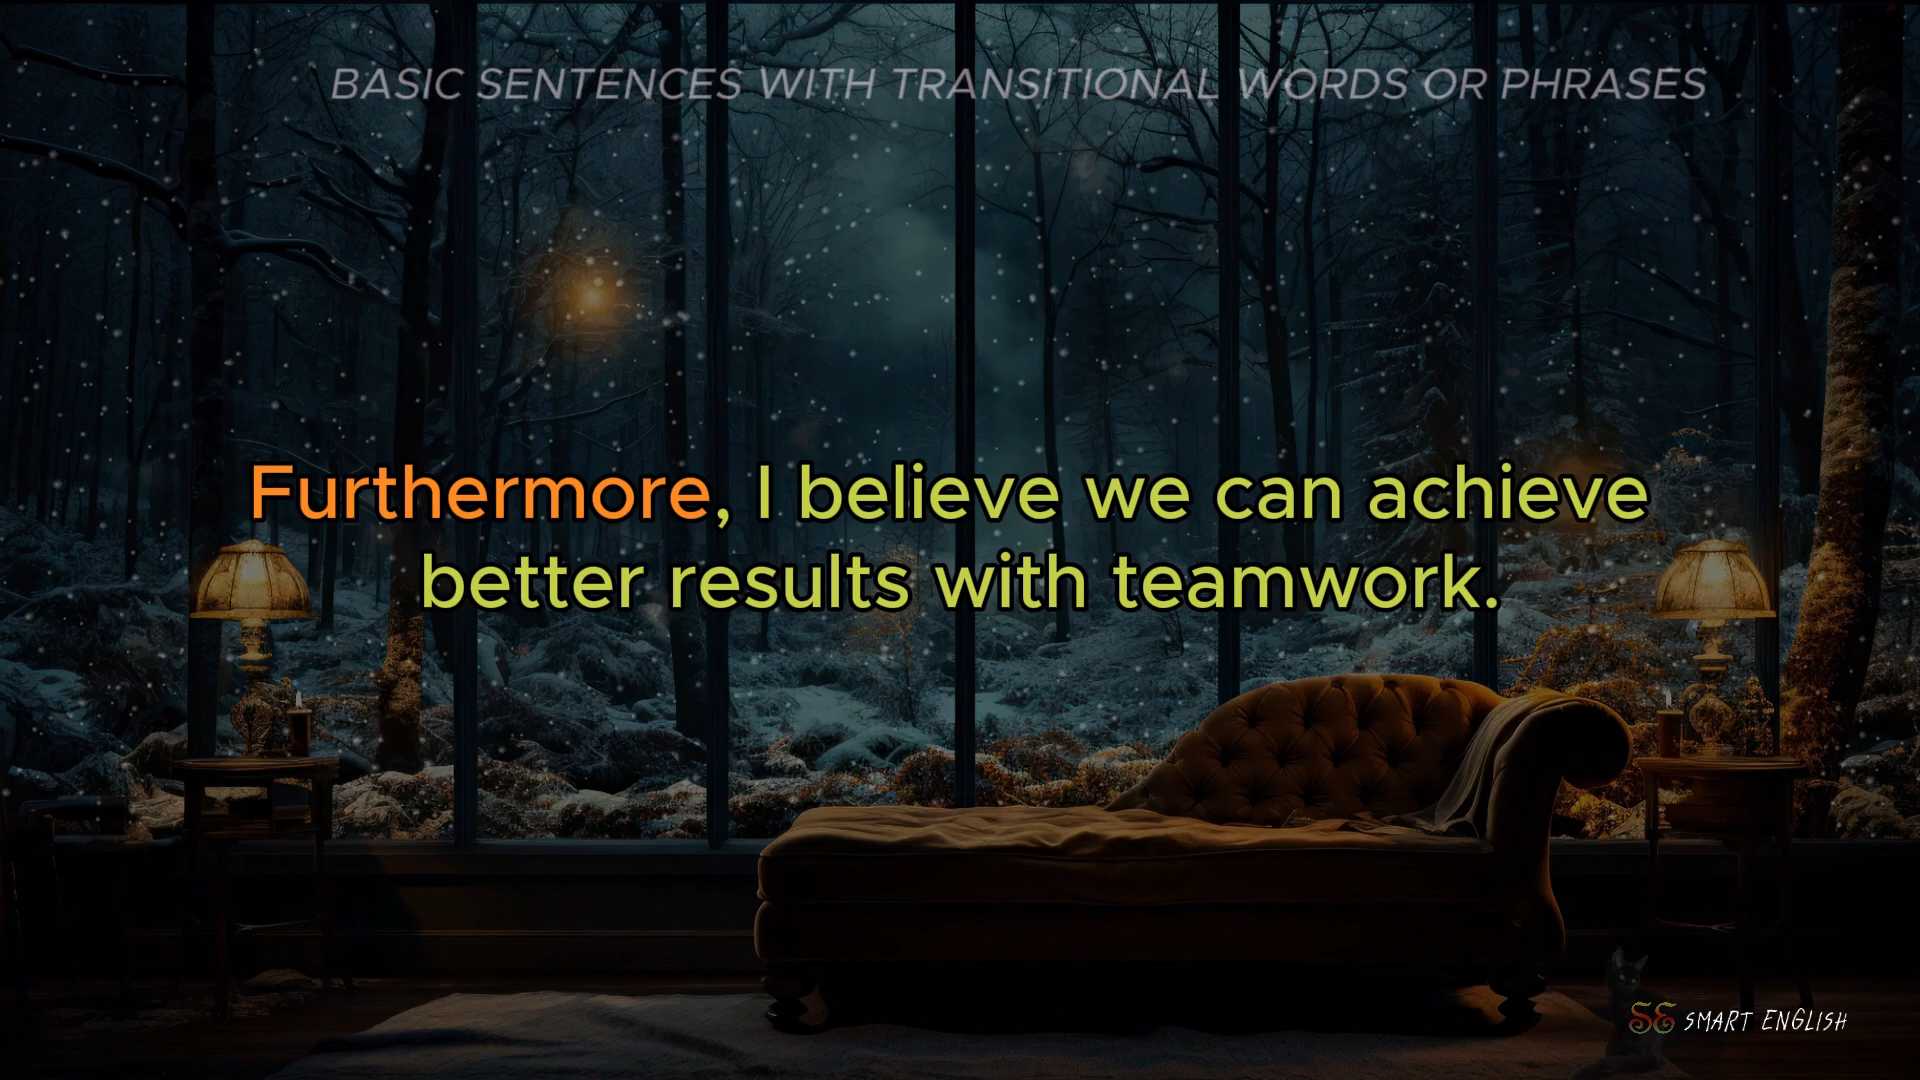 BASIC SENTENCES WITH TRANSITIONAL WORDS OR PHRASES
Furthermore, I believe we can achieve
better results with teamwork.
SE SMART ENGLISH